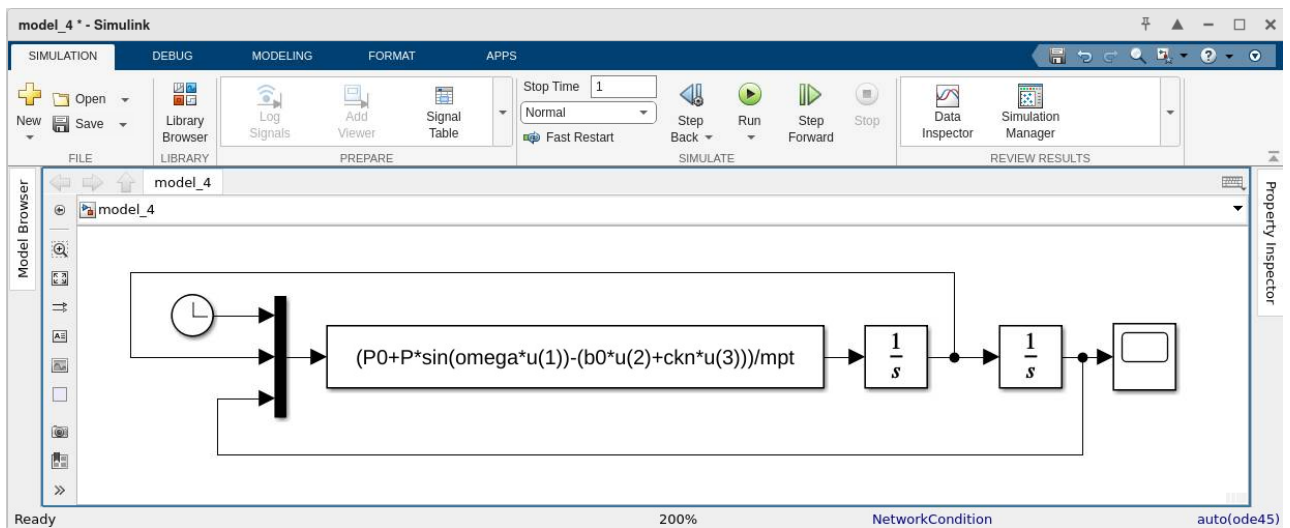 model_4 * - Simulink
SIMULATION DEBUG MODELING FORMAT APPS
New
Open
Save
FILE
Library
Browser
LIBRARY
Log
Signals
Add
Viewer
Signal
Table
PREPARE
Stop Time 1
Normal
Fast Restart
Step
Back
Run
Step
Forward
Stop
SIMULATE
Data
Inspector
Simulation
Manager
REVIEW RESULTS
Model Browser
model_4
model_4
Property Inspector
(P0+P*sin(omega*u(1))-(b0*u(2)+ckn*u(3)))/mpt
1
s
1
s
Ready 200% NetworkCondition auto(ode45)